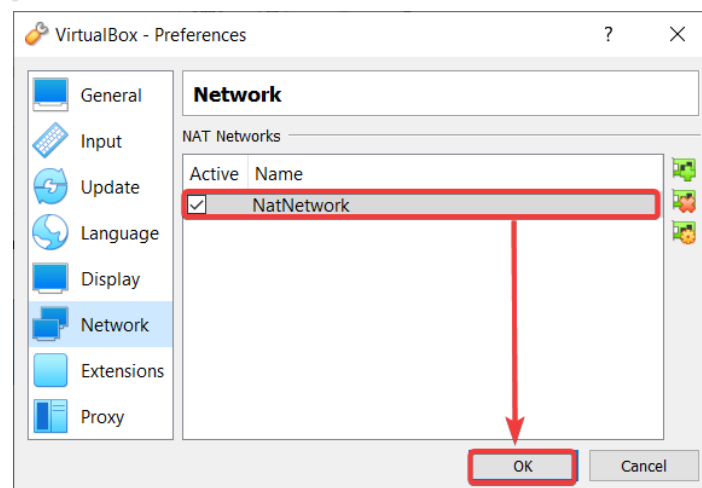 VirtualBox - Preferences
?
General
Input
Update
Language
Display
Network
Extensions
Proxy
Network
NAT Networks
Active Name
NatNetwork
OK
Cancel